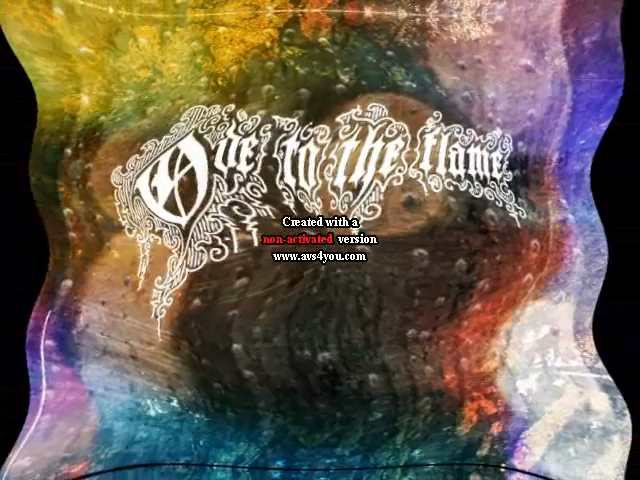 Ode to the flame
Created with a
non-activated version
www.avs4you.com